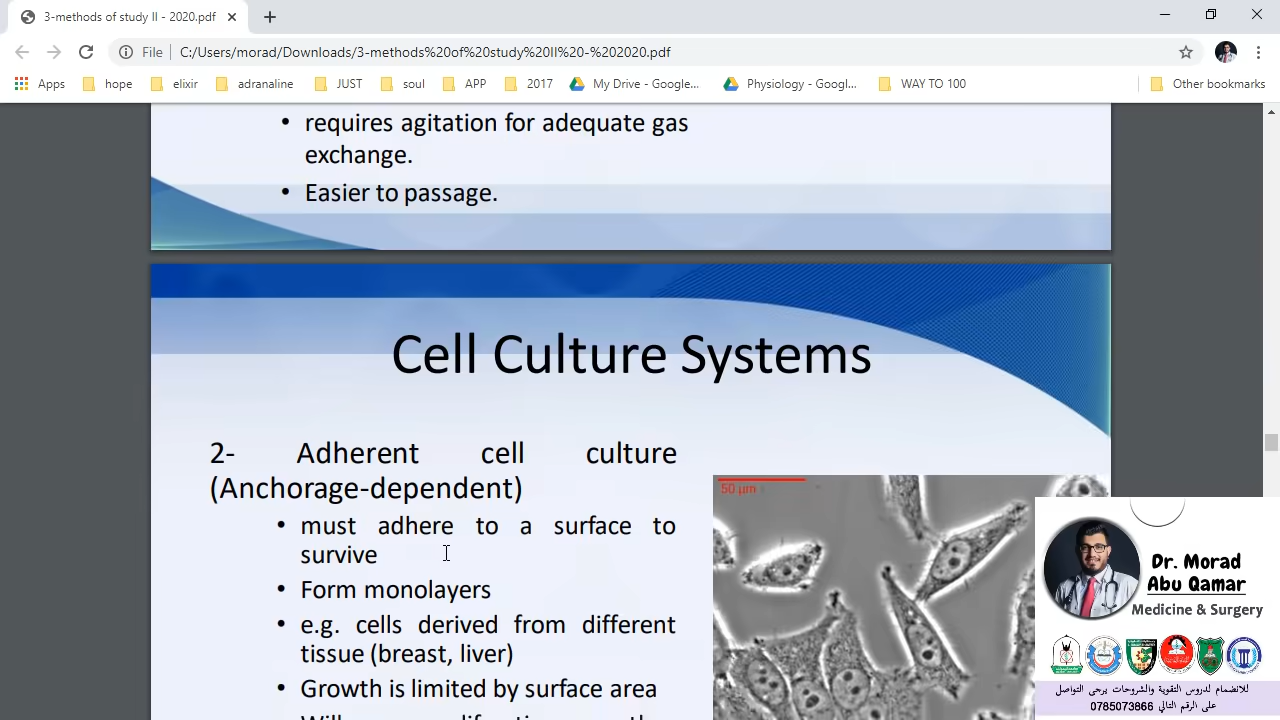 3-methods of study II - 2020.pdf
File C:/Users/morad/Downloads/3-methods%20of%20study%20II%20-%202020.pdf
Apps hope elixir adranaline JUST soul APP 2017 My Drive - Google... Physiology - Googl... WAY TO 100 Other bookmarks
• requires agitation for adequate gas
exchange.
• Easier to passage.
Cell Culture Systems
2- Adherent cell culture
(Anchorage-dependent)
• must adhere to a surface to
survive
• Form monolayers
• e.g. cells derived from different
tissue (breast, liver)
• Growth is limited by surface area
50 µm
Dr. Morad
Abu Qamar
Medicine & Surgery
للانضمام لدروس التقوية والشروحات يرجى التواصل
على الرقم التالي 0785073866